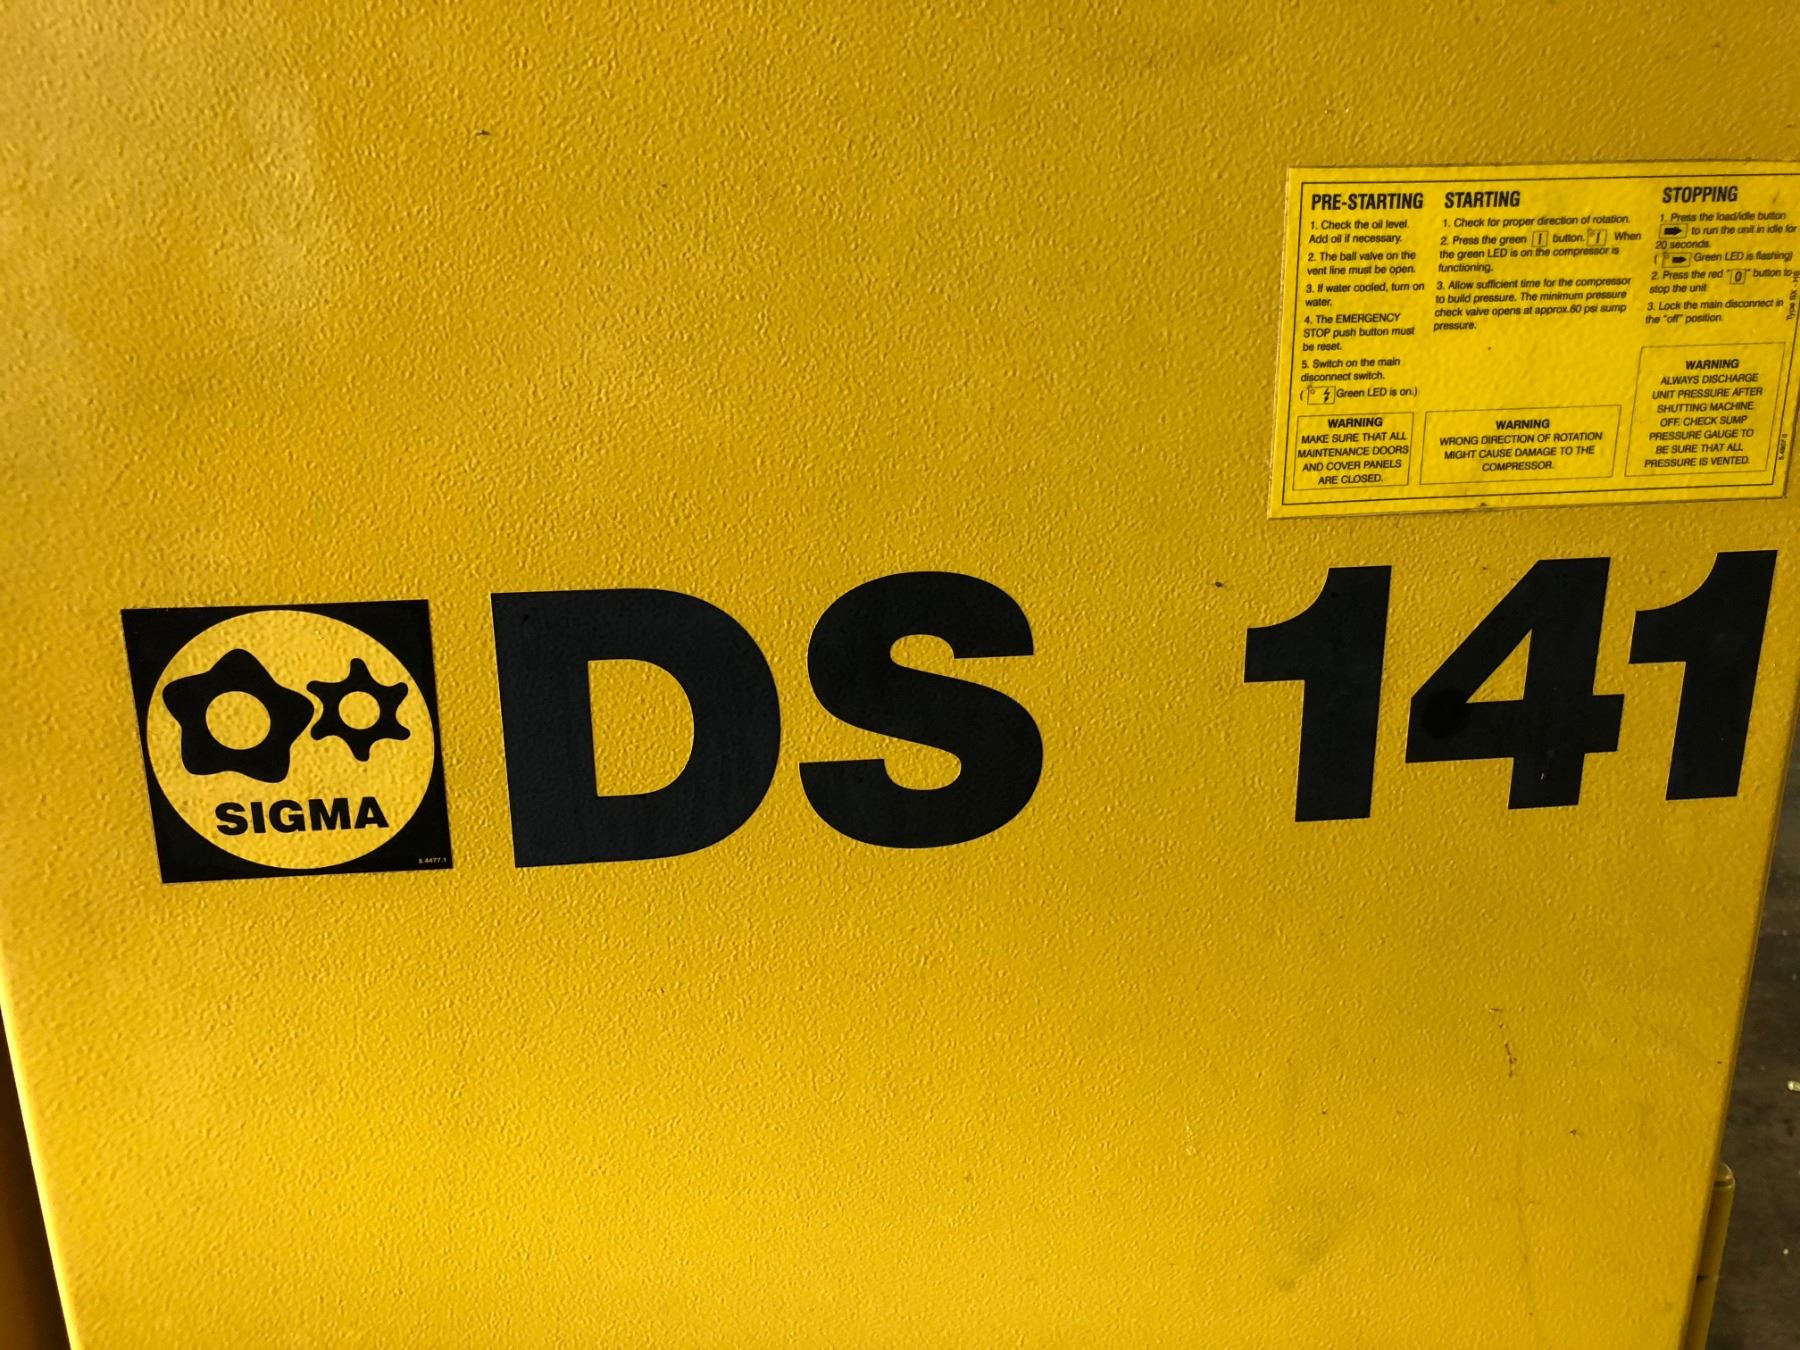 PRE-STARTING
1. Check the oil level.
Add oil if necessary.
2. The ball valve on the
vent line must be open.
3. If water cooled, turn on
water.
4. The EMERGENCY
STOP push button must
be reset.
5. Switch on the main
disconnect switch.
( Green LED is on.)
WARNING
MAKE SURE THAT ALL
MAINTENANCE DOORS
AND COVER PANELS
ARE CLOSED.
STARTING
1. Check for proper direction of rotation.
2. Press the green I button. I When
the green LED is on the compressor is
functioning.
3. Allow sufficient time for the compressor
to build pressure. The minimum pressure
check valve opens at approx.60 psi sump
pressure.
WARNING
WRONG DIRECTION OF ROTATION
MIGHT CAUSE DAMAGE TO THE
COMPRESSOR.
STOPPING
1. Press the load/idle button
to run the unit in idle for
20 seconds.
( Green LED is flashing)
2. Press the red "0" button to
stop the unit
3. Lock the main disconnect in
the "off" position.
WARNING
ALWAYS DISCHARGE
UNIT PRESSURE AFTER
SHUTTING MACHINE
OFF. CHECK SUMP
PRESSURE GAUGE TO
BE SURE THAT ALL
PRESSURE IS VENTED.
SIGMA
5.4477.1
DS 141